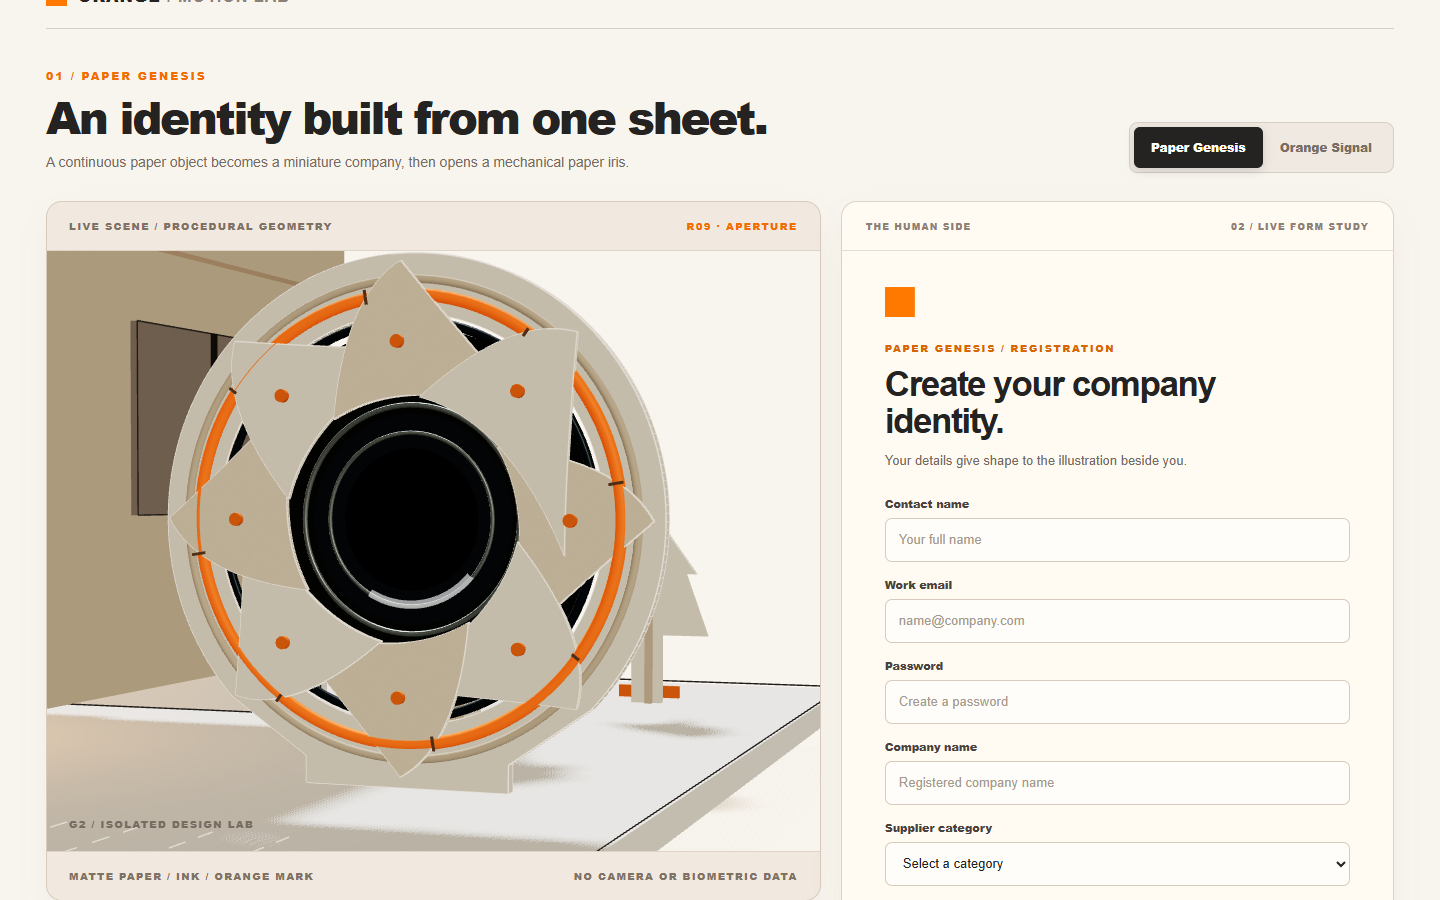 ORANGE / MOTION LAB
01 / PAPER GENESIS
An identity built from one sheet.
A continuous paper object becomes a miniature company, then opens a mechanical paper iris.
Paper Genesis
Orange Signal
LIVE SCENE / PROCEDURAL GEOMETRY
R09 · APERTURE
G2 / ISOLATED DESIGN LAB
MATTE PAPER / INK / ORANGE MARK
NO CAMERA OR BIOMETRIC DATA
THE HUMAN SIDE
02 / LIVE FORM STUDY
PAPER GENESIS / REGISTRATION
Create your company
identity.
Your details give shape to the illustration beside you.
Contact name
Your full name
Work email
name@company.com
Password
Create a password
Company name
Registered company name
Supplier category
Select a category